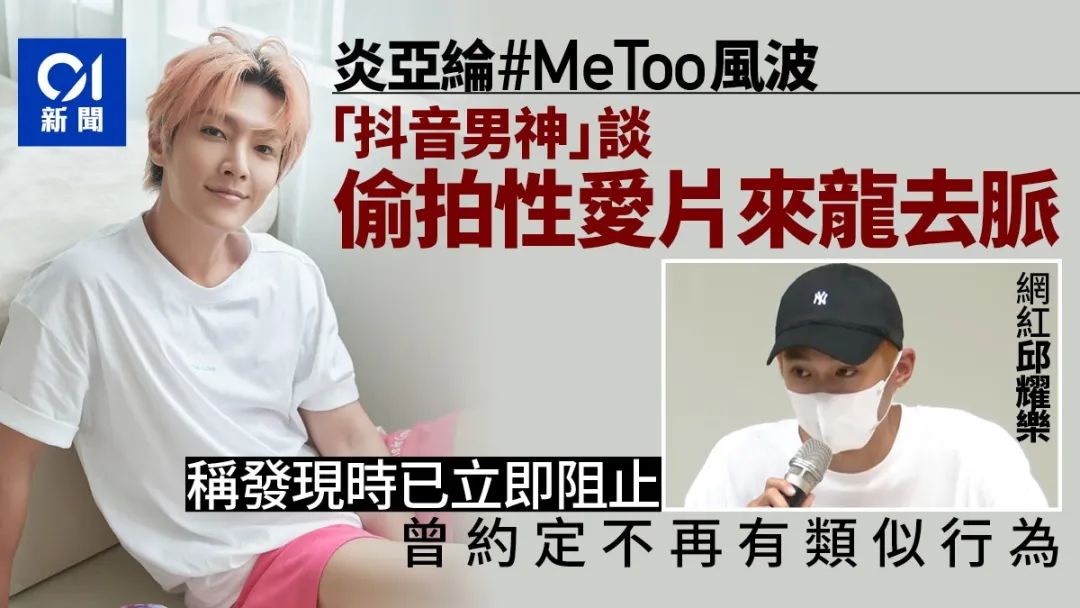 01
新聞
炎亞綸#MeToo風波
「抖音男神」談
偷拍性愛片來龍去脈
網紅邱耀樂
NY
稱發現時已立即阻止
曾約定不再有類似行為